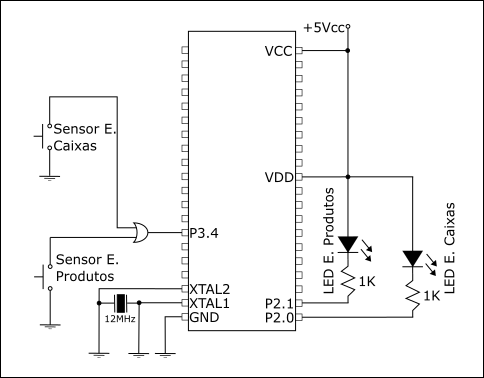 +5Vcc
VCC
Sensor E.
Caixas
VDD
LED E. Produtos
LED E. Caixas
P3.4
Sensor E.
Produtos
1K
1K
XTAL2
XTAL1
12MHz
GND
P2.1
P2.0